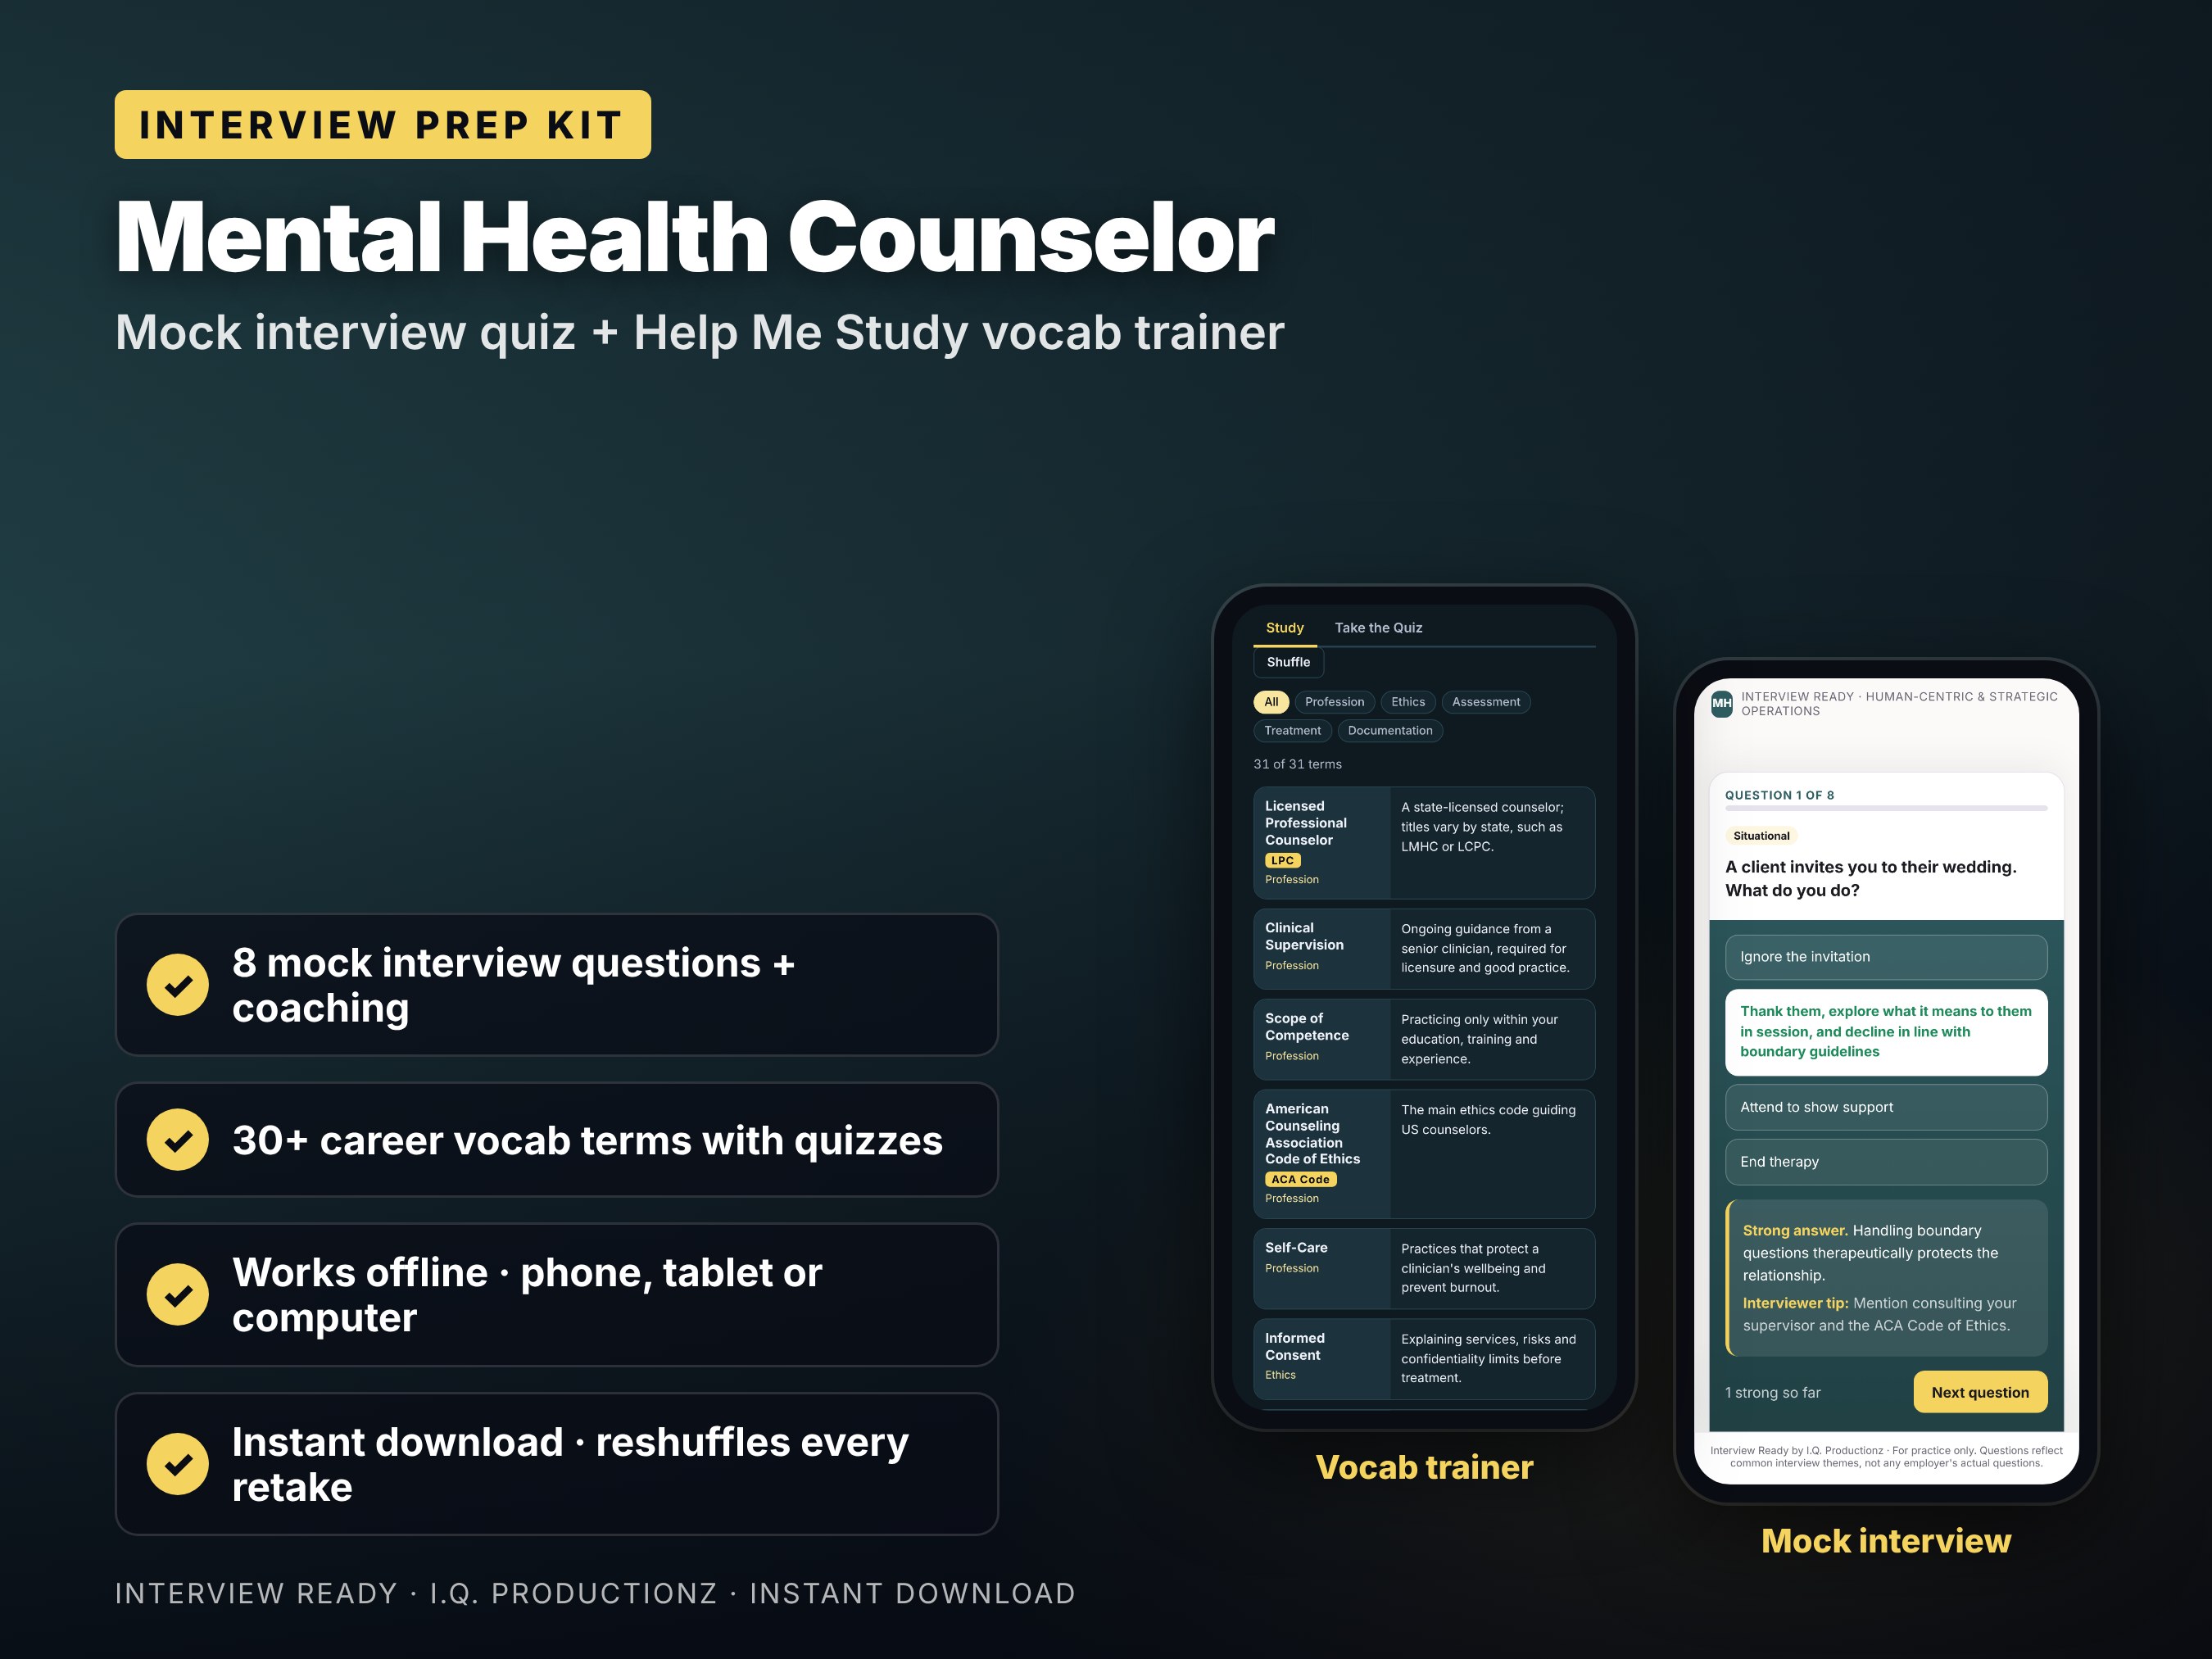 INTERVIEW PREP KIT
Mental Health Counselor
Mock interview quiz + Help Me Study vocab trainer
8 mock interview questions +
coaching
30+ career vocab terms with quizzes
Works offline · phone, tablet or
computer
Instant download · reshuffles every
retake
INTERVIEW READY · I.Q. PRODUCTIONZ · INSTANT DOWNLOAD
Study
Take the Quiz
Shuffle
All
Profession
Ethics
Assessment
Treatment
Documentation
31 of 31 terms
Licensed
Professional
Counselor
LPC
Profession
A state-licensed counselor;
titles vary by state, such as
LMHC or LCPC.
Clinical
Supervision
Profession
Ongoing guidance from a
senior clinician, required for
licensure and good practice.
Scope of
Competence
Profession
Practicing only within your
education, training and
experience.
American
Counseling
Association
Code of Ethics
ACA Code
Profession
The main ethics code guiding
US counselors.
Self-Care
Profession
Practices that protect a
clinician's wellbeing and
prevent burnout.
Informed
Consent
Ethics
Explaining services, risks and
confidentiality limits before
treatment.
Vocab trainer
MH
INTERVIEW READY · HUMAN-CENTRIC & STRATEGIC
OPERATIONS
QUESTION 1 OF 8
Situational
A client invites you to their wedding.
What do you do?
Ignore the invitation
Thank them, explore what it means to them
in session, and decline in line with
boundary guidelines
Attend to show support
End therapy
Strong answer. Handling boundary
questions therapeutically protects the
relationship.
Interviewer tip: Mention consulting your
supervisor and the ACA Code of Ethics.
1 strong so far
Next question
Interview Ready by I.Q. Productionz · For practice only. Questions reflect
common interview themes, not any employer's actual questions.
Mock interview